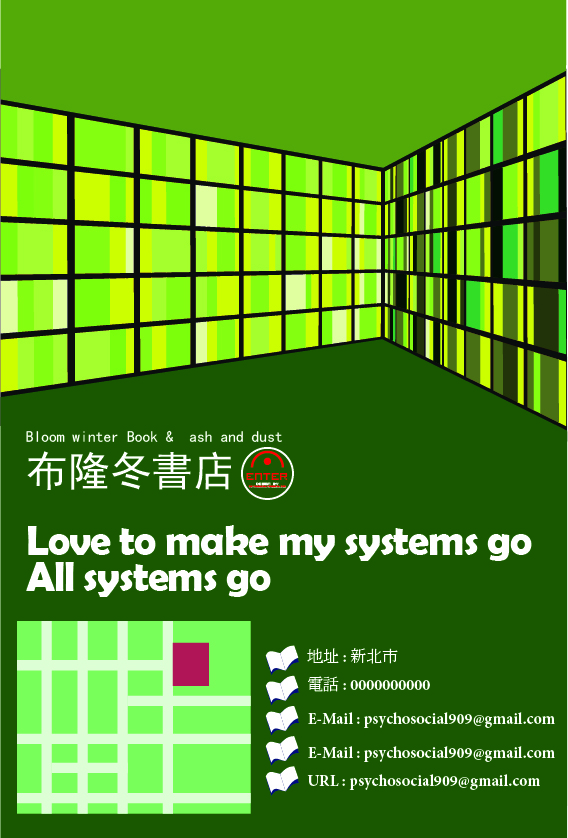 Bloom winter Book &  ash and dust
布隆冬書店
ENTER
Love to make my systems go
All systems go
地址 : 新北市
電話 : 0000000000
E-Mail : psychosocial909@gmail.com
E-Mail : psychosocial909@gmail.com
URL : psychosocial909@gmail.com